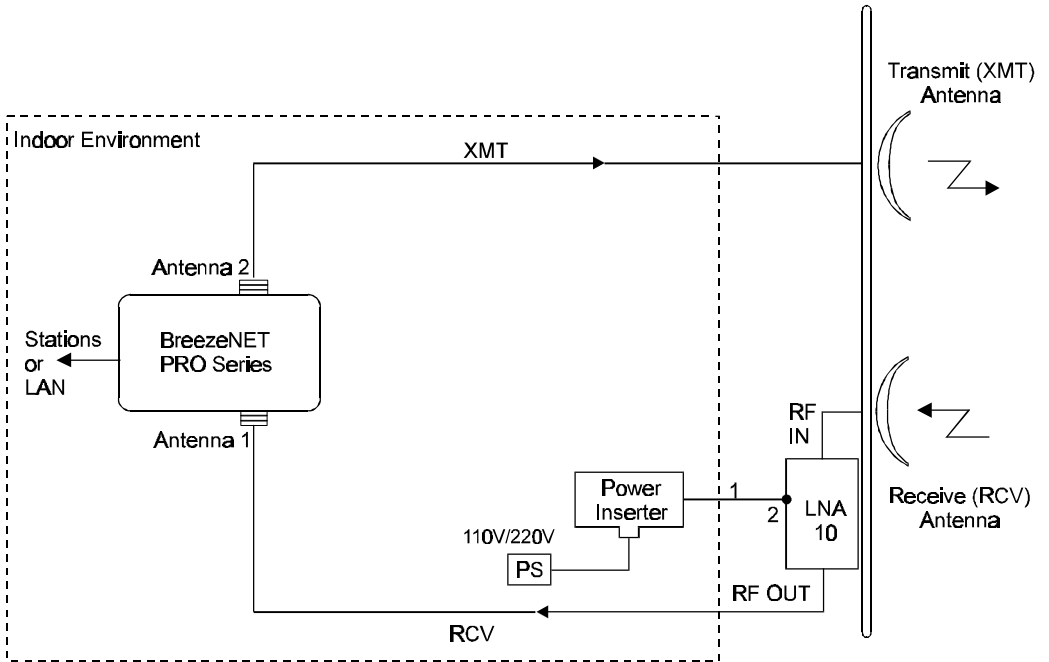 Transmit (XMT)
Antenna
Indoor Environment
XMT
Antenna 2
Stations
or
LAN
BreezeNET
PRO Series
Antenna 1
RF
IN
Power
Inserter
1
2
LNA
10
Receive (RCV)
Antenna
110V/220V
PS
RF OUT
RCV